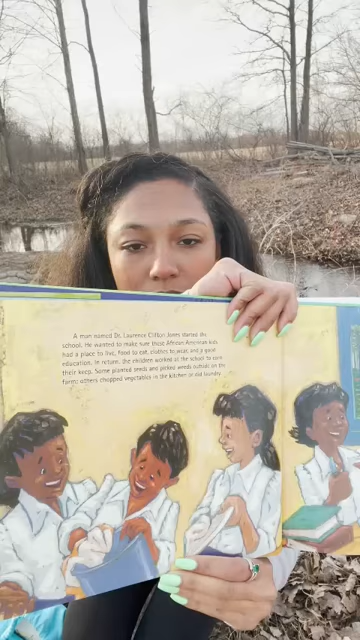 A man named Dr. Laurence Clifton Jones started the
school. He wanted to make sure these African American kids
had a place to live, food to eat, clothes to wear, and a good
education. In return, the children worked at the school to earn
their keep. Some planted seeds and picked weeds outside on the
farm; others chopped vegetables in the kitchen or did laundry.